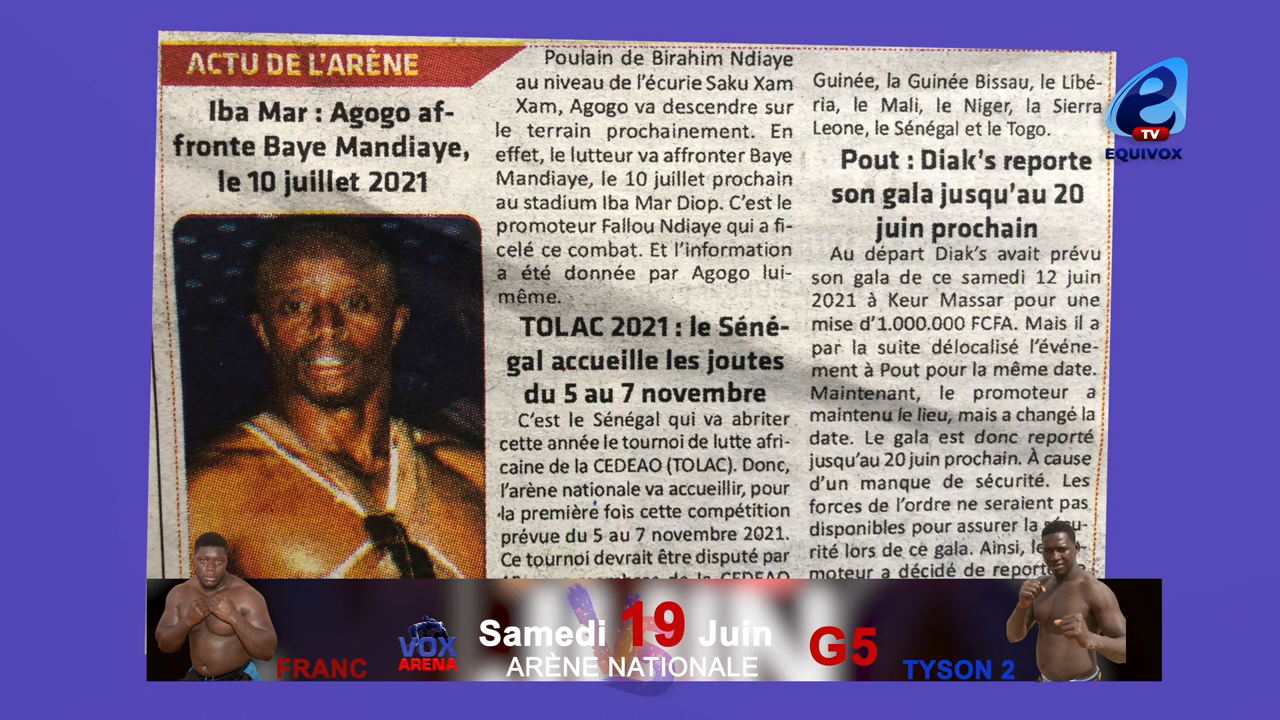 ACTU DE L'ARÈNE
Iba Mar : Agogo af-
fronte Baye Mandiaye,
le 10 juillet 2021
Poulain de Birahim Ndiaye
au niveau de l'écurie Saku Xam
Xam, Agogo va descendre sur
le terrain prochainement. En
effet, le lutteur va affronter Baye
Mandiaye, le 10 juillet prochain
au stadium Iba Mar Diop. C'est le
promoteur Fallou Ndiaye qui a fi-
celé ce combat. Et l'information
a été donnée par Agogo lui-
même.
TOLAC 2021 : le Séné-
gal accueille les joutes
du 5 au 7 novembre
C'est le Sénégal qui va abriter
cette année le tournoi de lutte afri-
caine de la CEDEAO (TOLAC). Donc,
l'arène nationale va accueillir, pour
la première fois cette compétition
prévue du 5 au 7 novembre 2021.
Ce tournoi devrait être disputé par
de la CEDEAO
Guinée, la Guinée Bissau, le Libé-
ria, le Mali, le Niger, la Sierra
Leone, le Sénégal et le Togo.
Pout : Diak's reporte
son gala jusqu'au 20
juin prochain
Au départ Diak's avait prévu
son gala de ce samedi 12 juin
2021 à Keur Massar pour une
mise d'1.000.000 FCFA. Mais il a
par la suite délocalisé l'événe-
ment à Pout pour la même date.
Maintenant, le promoteur a
maintenu le lieu, mais a changé la
date. Le gala est donc reporté
jusqu'au 20 juin prochain. À cause
d'un manque de sécurité. Les
forces de l'ordre ne seraient pas
disponibles pour assurer la sécu-
rité lors de ce gala. Ainsi, le
moteur a décidé de
e
TV
EQUIVOX
FRANC
VOX
ARENA
Samedi 19 Juin
ARÈNE NATIONALE
G5
TYSON 2